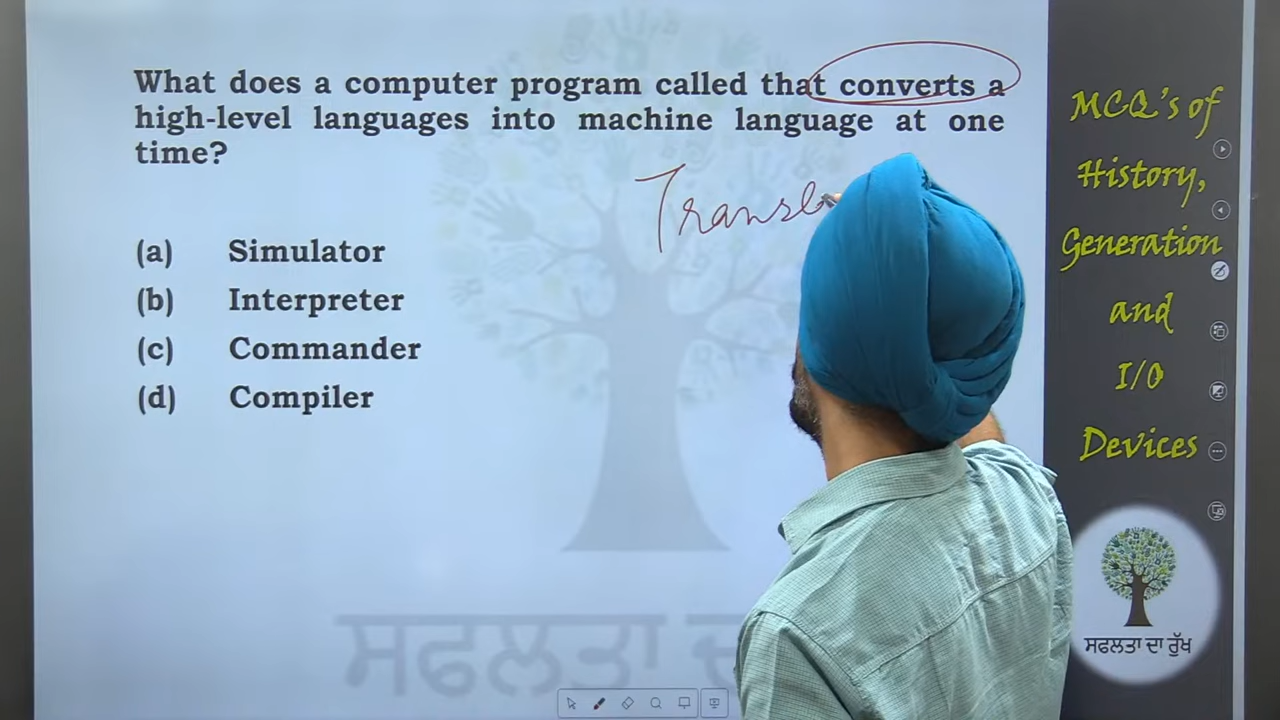 What does a computer program called that converts a
high-level languages into machine language at one
time?
Transl
(a) Simulator
(b) Interpreter
(c) Commander
(d) Compiler
MCQ's of
History,
Generation
and
I/O
Devices
ਸਫਲਤਾ ਦਾ ਰੁੱਖ
ਸਫਲਤਾ ਦ